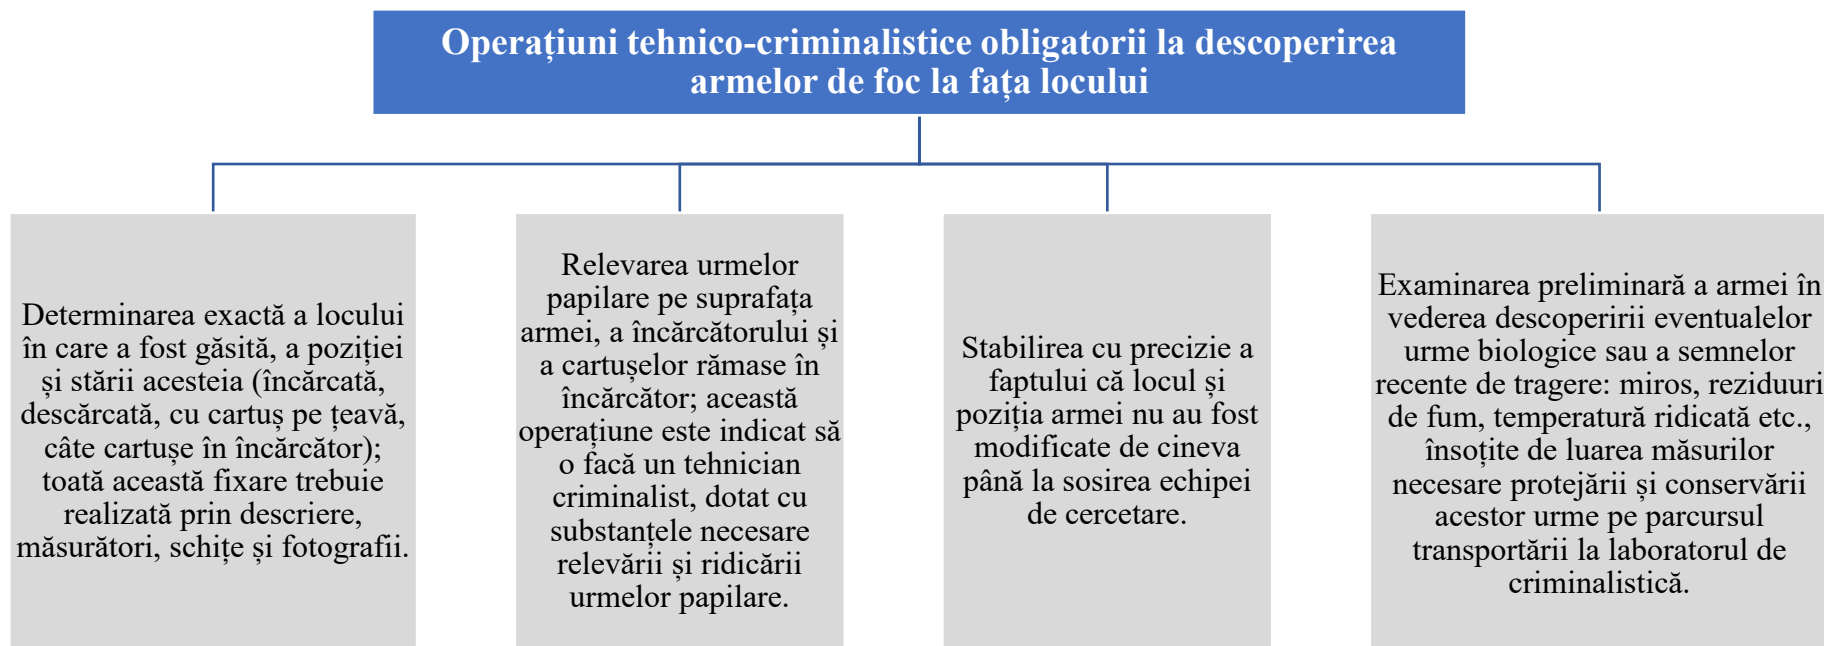 Operațiuni tehnico-criminalistice obligatorii la descoperirea
armelor de foc la fața locului
Determinarea exactă a locului
în care a fost găsită, a poziției
și stării acesteia (încărcată,
descărcată, cu cartuș pe țeavă,
câte cartușe în încărcător);
toată această fixare trebuie
realizată prin descriere,
măsurători, schițe și fotografii.
Relevarea urmelor
papilare pe suprafața
armei, a încărcătorului și
a cartușelor rămase în
încărcător; această
operațiune este indicat să
o facă un tehnician
criminalist, dotat cu
substanțele necesare
relevării și ridicării
urmelor papilare.
Stabilirea cu precizie a
faptului că locul și
poziția armei nu au fost
modificate de cineva
până la sosirea echipei
de cercetare.
Examinarea preliminară a armei în
vederea descoperirii eventualelor
urme biologice sau a semnelor
recente de tragere: miros, reziduuri
de fum, temperatură ridicată etc.,
însoțite de luarea măsurilor
necesare protejării și conservării
acestor urme pe parcursul
transportării la laboratorul de
criminalistică.